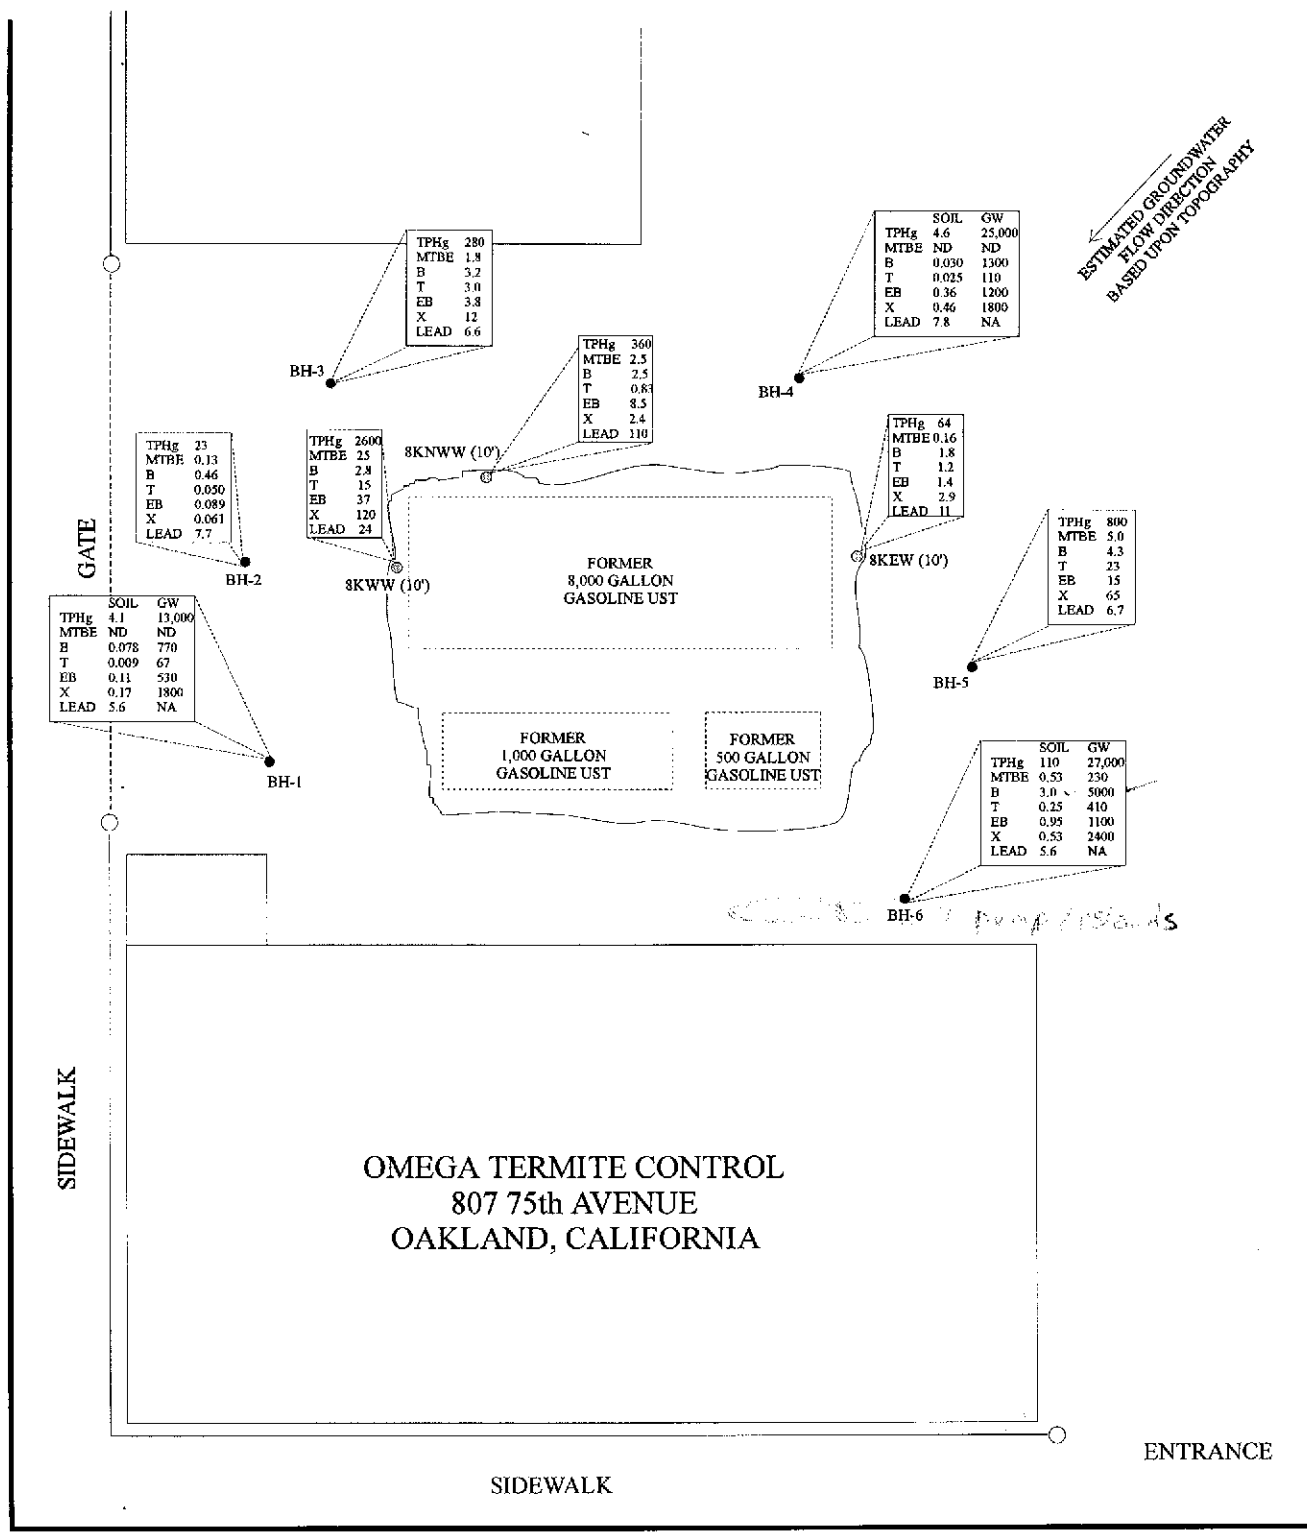 ESTIMATED GROUNDWATER
FLOW DIRECTION
BASED UPON TOPOGRAPHY
SOIL GW
TPHg 4.6 25,000
MTBE ND ND
B 0.030 1300
T 0.025 110
EB 0.36 1200
X 0.46 1800
LEAD 7.8 NA
BH-4
TPHg 280
MTBE 1.8
B 3.2
T 3.0
EB 3.8
X 12
LEAD 6.6
BH-3
TPHg 360
MTBE 2.5
B 2.5
T 0.83
EB 8.5
X 2.4
LEAD 110
8KNWW (10')
TPHg 23
MTBE 0.13
B 0.46
T 0.050
EB 0.089
X 0.061
LEAD 7.7
BH-2
TPHg 2600
MTBE 25
B 2.8
T 15
EB 37
X 120
LEAD 24
8KWW (10')
TPHg 64
MTBE 0.16
B 1.8
T 1.2
EB 1.4
X 2.9
LEAD 11
8KEW (10')
TPHg 800
MTBE 5.0
B 4.3
T 23
EB 15
X 65
LEAD 6.7
BH-5
GATE
FORMER
8,000 GALLON
GASOLINE UST
SOIL GW
TPHg 4.1 13,000
MTBE ND ND
B 0.078 770
T 0.009 67
EB 0.11 530
X 0.17 1800
LEAD 5.6 NA
BH-1
FORMER
1,000 GALLON
GASOLINE UST
FORMER
500 GALLON
GASOLINE UST
SOIL GW
TPHg 110 27,000
MTBE 0.53 230
B 3.0 5000
T 0.25 410
EB 0.95 1100
X 0.53 2400
LEAD 5.6 NA
BH-6
pump islands
SIDEWALK
OMEGA TERMITE CONTROL
807 75th AVENUE
OAKLAND, CALIFORNIA
ENTRANCE
SIDEWALK